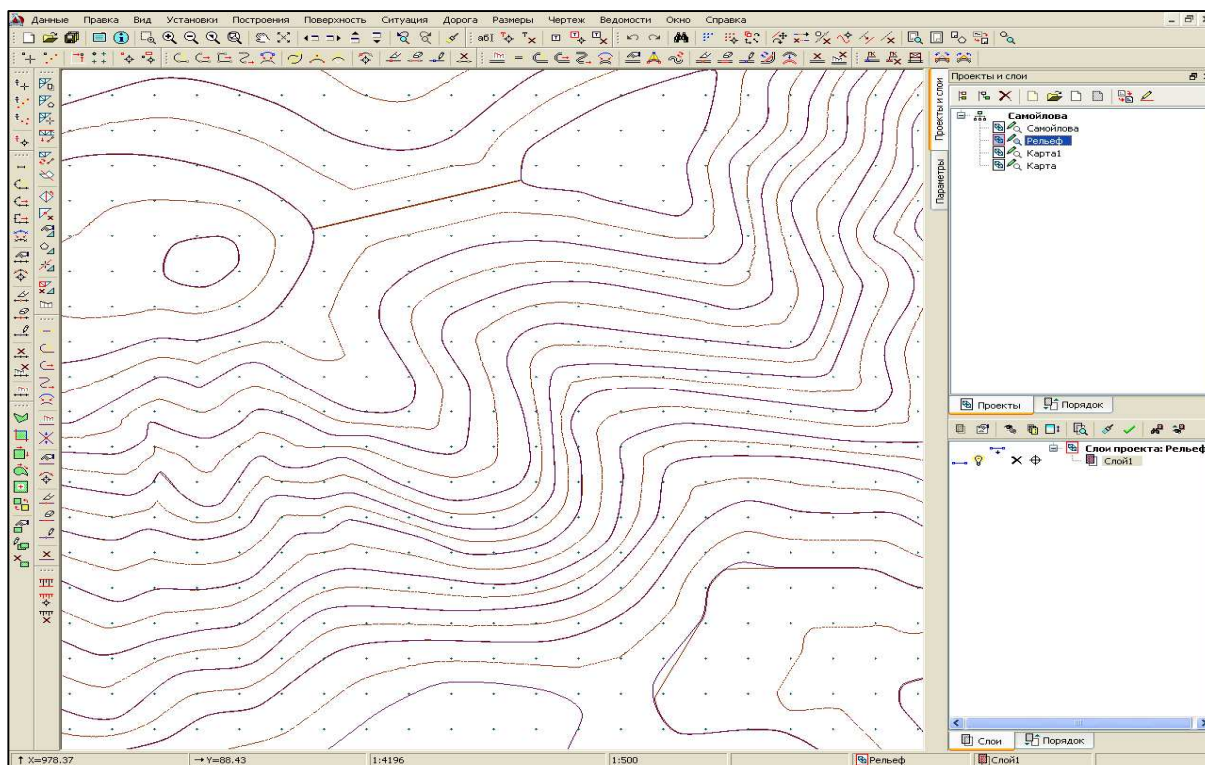 Данные Правка Вид Установки Построения Поверхность Ситуация Дорога Размеры Чертеж Ведомости Окно Справка
абI
Проекты и слои
Проекты и слои
Параметры
Самойлова
Самойлова
Рельеф
Карта1
Карта
Проекты Порядок
Слои проекта: Рельеф
Слой1
Слои Порядок
X=978.37 Y=88.43 1:4196 1:500 Рельеф Слой1